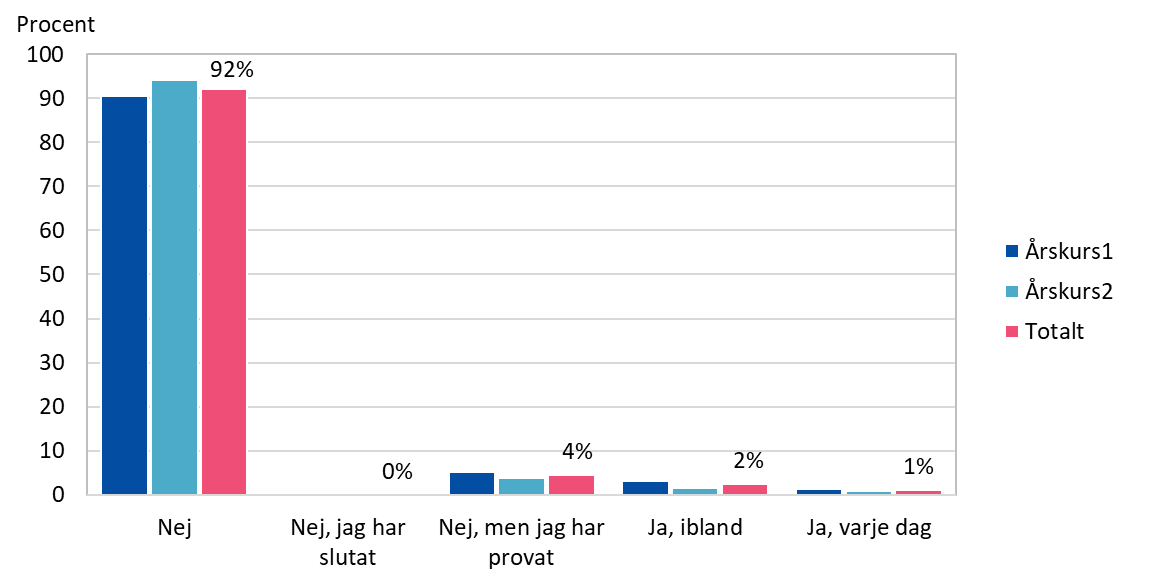 Procent
100
90
80
70
60
50
40
30
20
10
0
92%
0%
4%
2%
1%
Nej
Nej, jag har
slutat
Nej, men jag har
provat
Ja, ibland
Ja, varje dag
Årskurs1
Årskurs2
Totalt